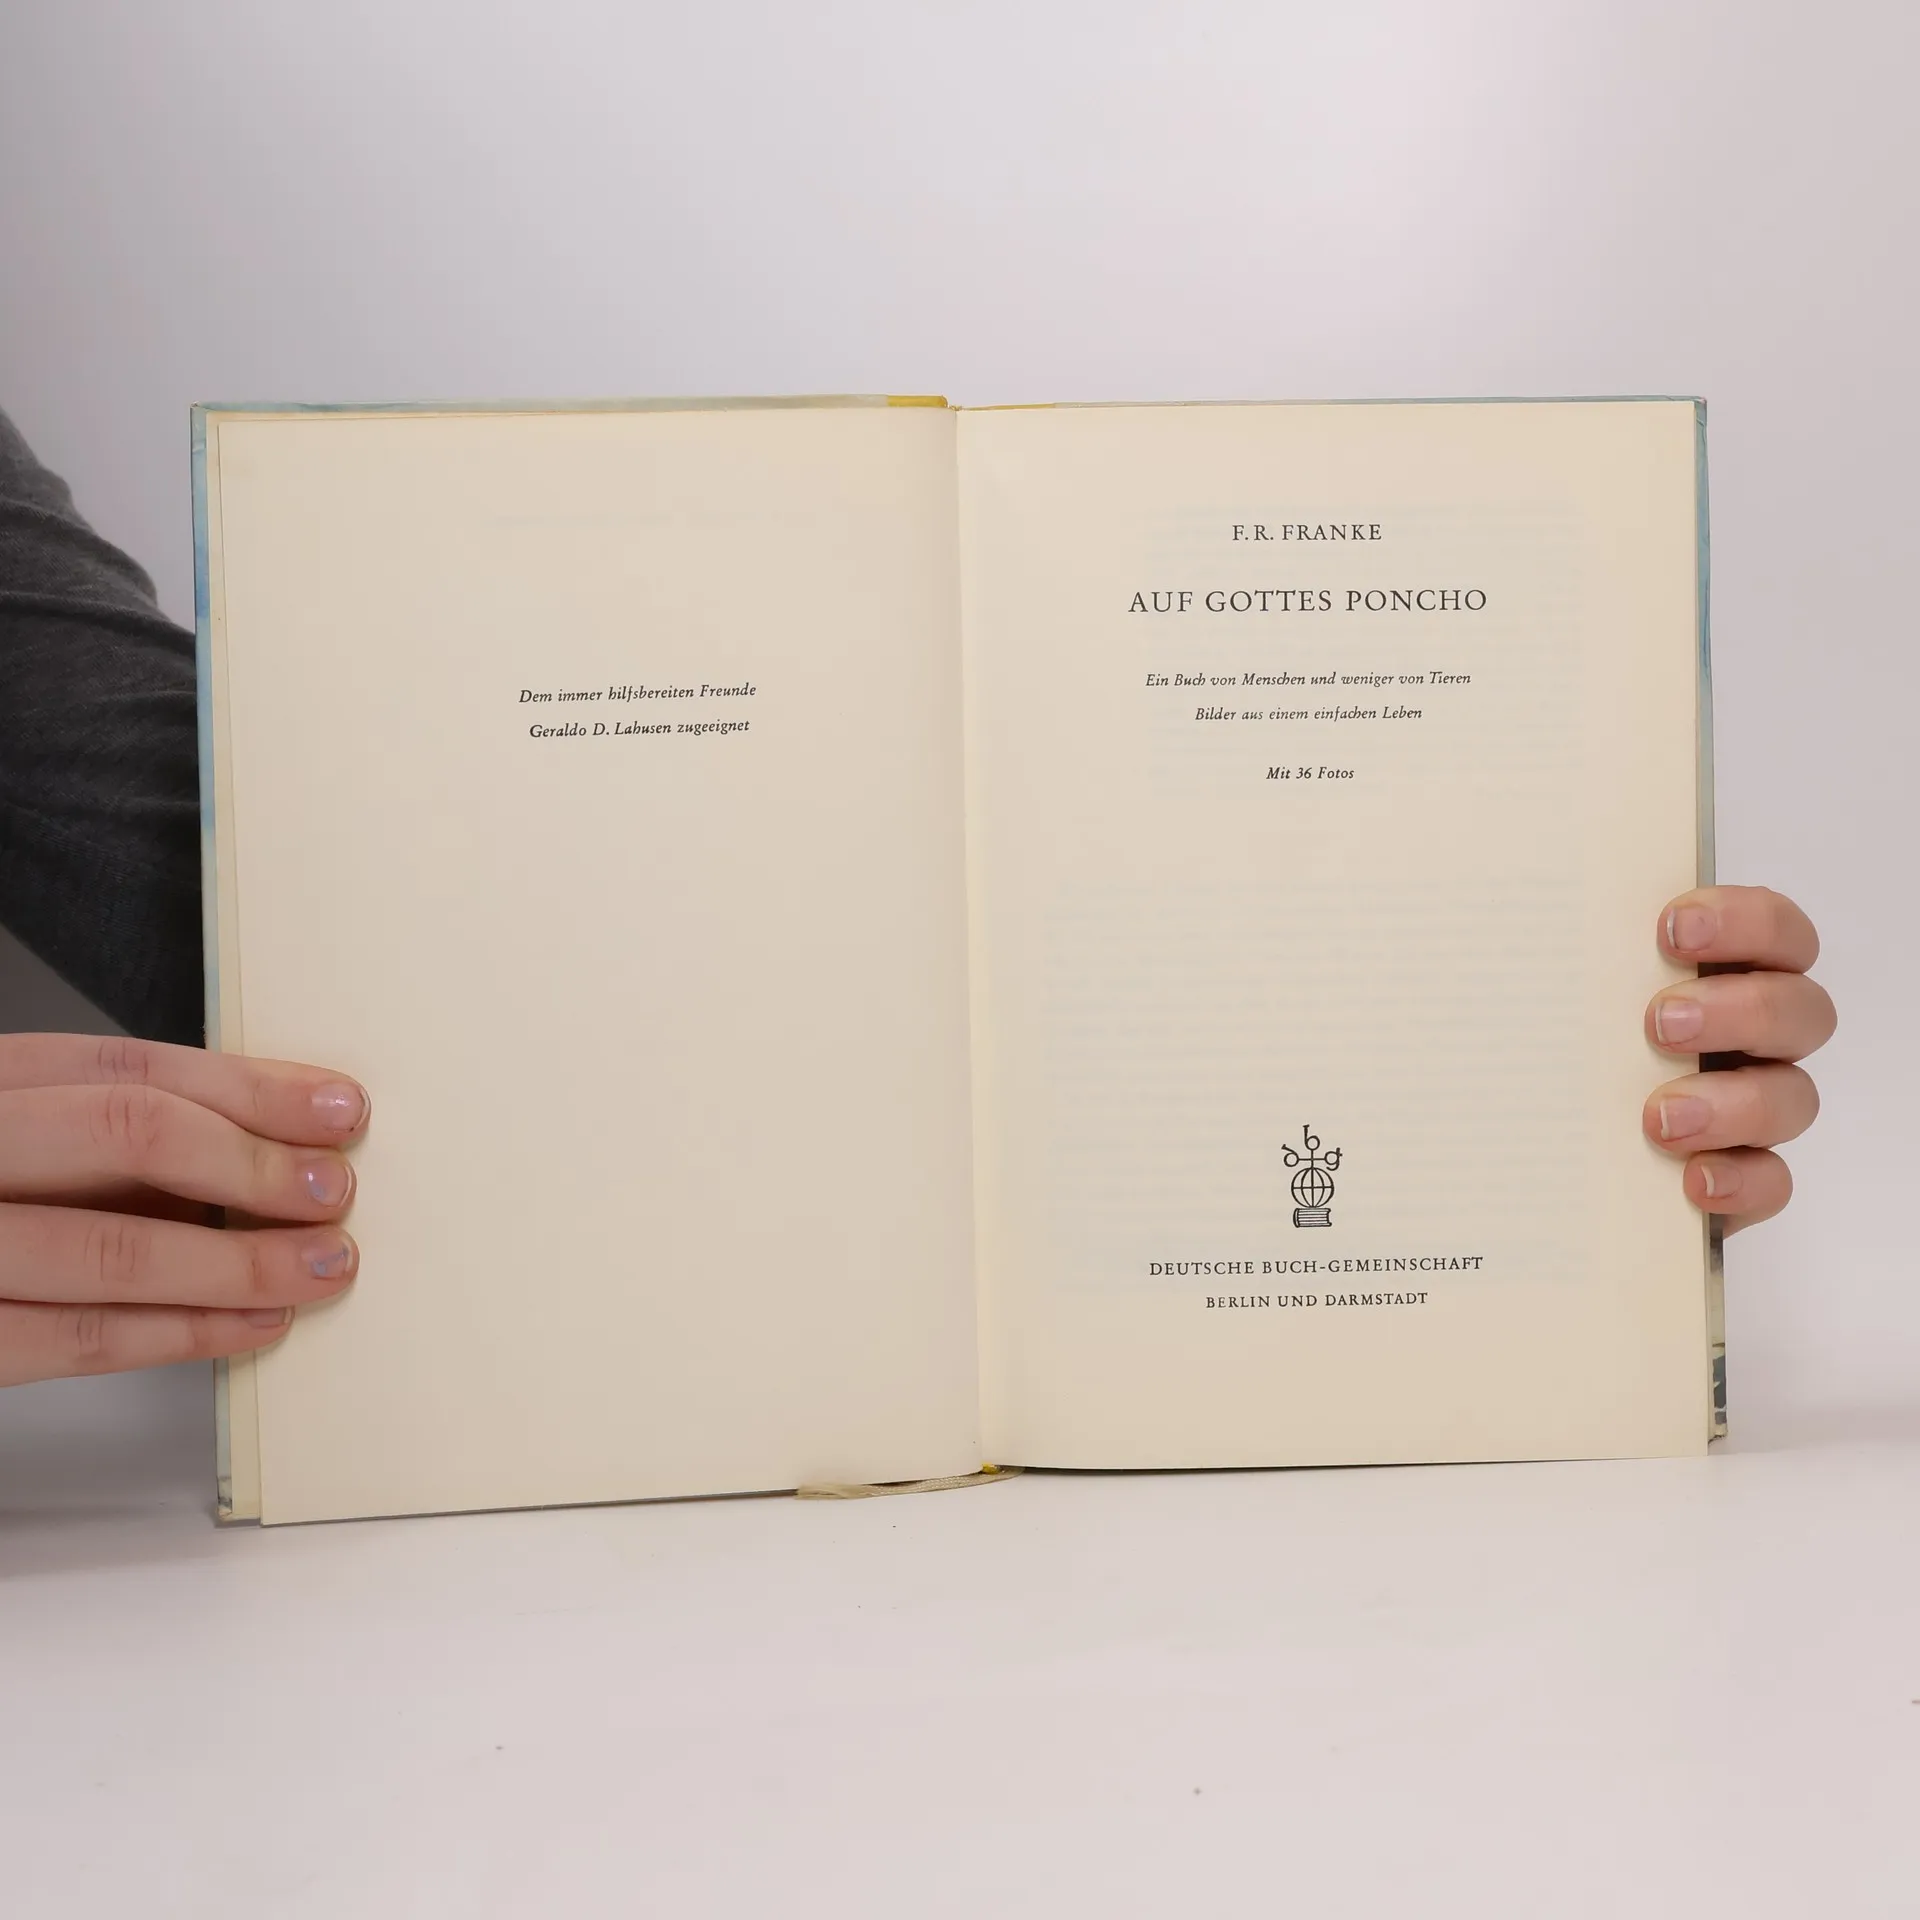 Dem immer hilfsbereiten Freunde
Geraldo D. Lahusen zugeeignet
F. R. FRANKE
AUF GOTTES PONCHO
Ein Buch von Menschen und weniger von Tieren
Bilder aus einem einfachen Leben
Mit 36 Fotos
dbg
DEUTSCHE BUCH-GEMEINSCHAFT
BERLIN UND DARMSTADT